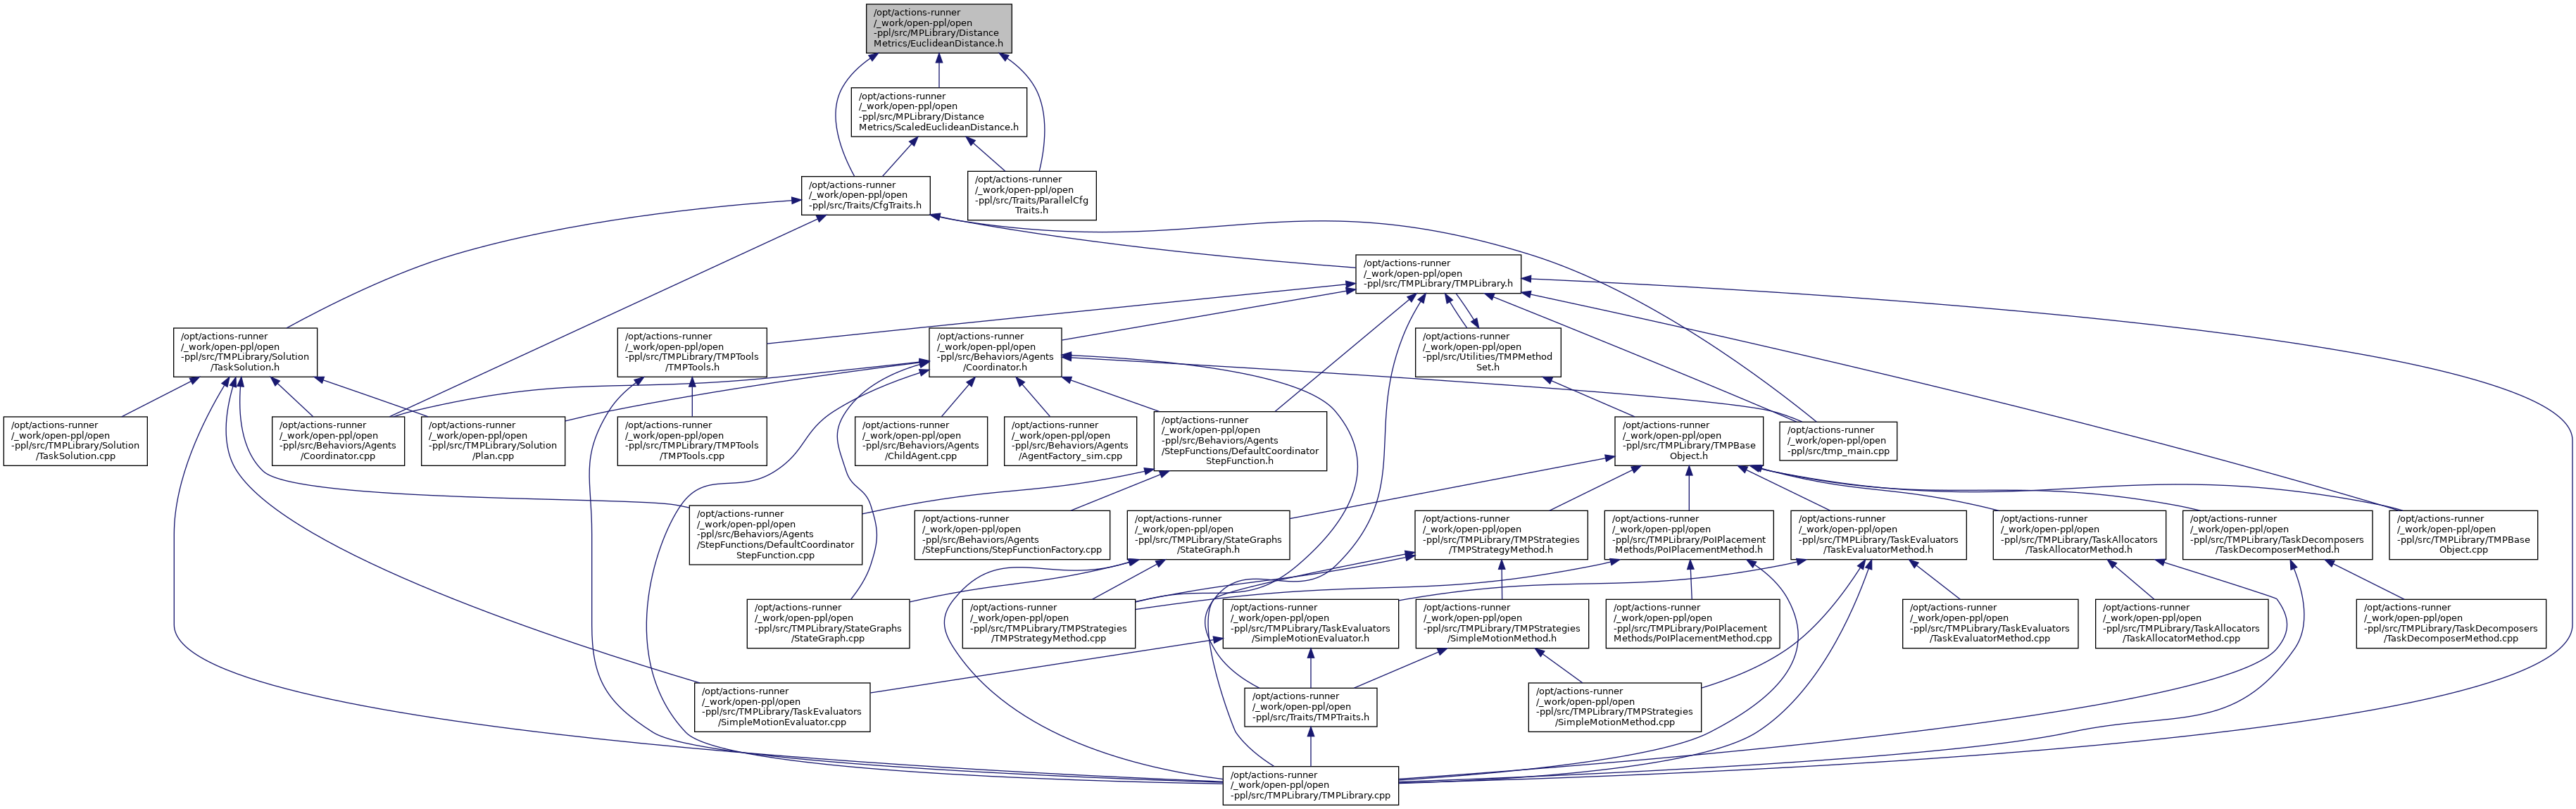 /opt/actions-runner
/_work/open-ppl/open
-ppl/src/MPLibrary/Distance
Metrics/EuclideanDistance.h
/opt/actions-runner
/_work/open-ppl/open
-ppl/src/MPLibrary/Distance
Metrics/ScaledEuclideanDistance.h
/opt/actions-runner
/_work/open-ppl/open
-ppl/src/Traits/CfgTraits.h
/opt/actions-runner
/_work/open-ppl/open
-ppl/src/Traits/ParallelCfg
Traits.h
/opt/actions-runner
/_work/open-ppl/open
-ppl/src/TMPLibrary/TMPLibrary.h
/opt/actions-runner
/_work/open-ppl/open
-ppl/src/TMPLibrary/Solution
/TaskSolution.h
/opt/actions-runner
/_work/open-ppl/open
-ppl/src/TMPLibrary/TMPTools
/TMPTools.h
/opt/actions-runner
/_work/open-ppl/open
-ppl/src/Behaviors/Agents
/Coordinator.h
/opt/actions-runner
/_work/open-ppl/open
-ppl/src/Utilities/TMPMethod
Set.h
/opt/actions-runner
/_work/open-ppl/open
-ppl/src/TMPLibrary/Solution
/TaskSolution.cpp
/opt/actions-runner
/_work/open-ppl/open
-ppl/src/Behaviors/Agents
/Coordinator.cpp
/opt/actions-runner
/_work/open-ppl/open
-ppl/src/TMPLibrary/Solution
/Plan.cpp
/opt/actions-runner
/_work/open-ppl/open
-ppl/src/TMPLibrary/TMPTools
/TMPTools.cpp
/opt/actions-runner
/_work/open-ppl/open
-ppl/src/Behaviors/Agents
/ChildAgent.cpp
/opt/actions-runner
/_work/open-ppl/open
-ppl/src/Behaviors/Agents
/AgentFactory_sim.cpp
/opt/actions-runner
/_work/open-ppl/open
-ppl/src/Behaviors/Agents
/StepFunctions/DefaultCoordinator
StepFunction.h
/opt/actions-runner
/_work/open-ppl/open
-ppl/src/TMPLibrary/TMPBase
Object.h
/opt/actions-runner
/_work/open-ppl/open
-ppl/src/tmp_main.cpp
/opt/actions-runner
/_work/open-ppl/open
-ppl/src/Behaviors/Agents
/StepFunctions/DefaultCoordinator
StepFunction.cpp
/opt/actions-runner
/_work/open-ppl/open
-ppl/src/Behaviors/Agents
/StepFunctions/StepFunctionFactory.cpp
/opt/actions-runner
/_work/open-ppl/open
-ppl/src/TMPLibrary/StateGraphs
/StateGraph.h
/opt/actions-runner
/_work/open-ppl/open
-ppl/src/TMPLibrary/TMPStrategies
/TMPStrategyMethod.h
/opt/actions-runner
/_work/open-ppl/open
-ppl/src/TMPLibrary/PoIPlacement
Methods/PoIPlacementMethod.h
/opt/actions-runner
/_work/open-ppl/open
-ppl/src/TMPLibrary/TaskEvaluators
/TaskEvaluatorMethod.h
/opt/actions-runner
/_work/open-ppl/open
-ppl/src/TMPLibrary/TaskAllocators
/TaskAllocatorMethod.h
/opt/actions-runner
/_work/open-ppl/open
-ppl/src/TMPLibrary/TaskDecomposers
/TaskDecomposerMethod.h
/opt/actions-runner
/_work/open-ppl/open
-ppl/src/TMPLibrary/TMPBase
Object.cpp
/opt/actions-runner
/_work/open-ppl/open
-ppl/src/TMPLibrary/StateGraphs
/StateGraph.cpp
/opt/actions-runner
/_work/open-ppl/open
-ppl/src/TMPLibrary/TMPStrategies
/TMPStrategyMethod.cpp
/opt/actions-runner
/_work/open-ppl/open
-ppl/src/TMPLibrary/TaskEvaluators
/SimpleMotionEvaluator.h
/opt/actions-runner
/_work/open-ppl/open
-ppl/src/TMPLibrary/TMPStrategies
/SimpleMotionMethod.h
/opt/actions-runner
/_work/open-ppl/open
-ppl/src/TMPLibrary/PoIPlacement
Methods/PoIPlacementMethod.cpp
/opt/actions-runner
/_work/open-ppl/open
-ppl/src/TMPLibrary/TaskEvaluators
/TaskEvaluatorMethod.cpp
/opt/actions-runner
/_work/open-ppl/open
-ppl/src/TMPLibrary/TaskAllocators
/TaskAllocatorMethod.cpp
/opt/actions-runner
/_work/open-ppl/open
-ppl/src/TMPLibrary/TaskDecomposers
/TaskDecomposerMethod.cpp
/opt/actions-runner
/_work/open-ppl/open
-ppl/src/TMPLibrary/TaskEvaluators
/SimpleMotionEvaluator.cpp
/opt/actions-runner
/_work/open-ppl/open
-ppl/src/Traits/TMPTraits.h
/opt/actions-runner
/_work/open-ppl/open
-ppl/src/TMPLibrary/TMPStrategies
/SimpleMotionMethod.cpp
/opt/actions-runner
/_work/open-ppl/open
-ppl/src/TMPLibrary/TMPLibrary.cpp